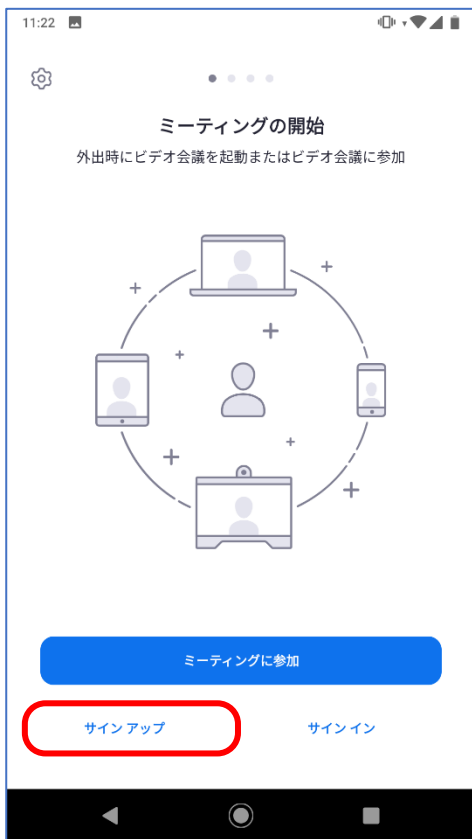 11:22
ミーティングの開始
外出時にビデオ会議を起動またはビデオ会議に参加
ミーティングに参加
サイン アップ
サイン イン